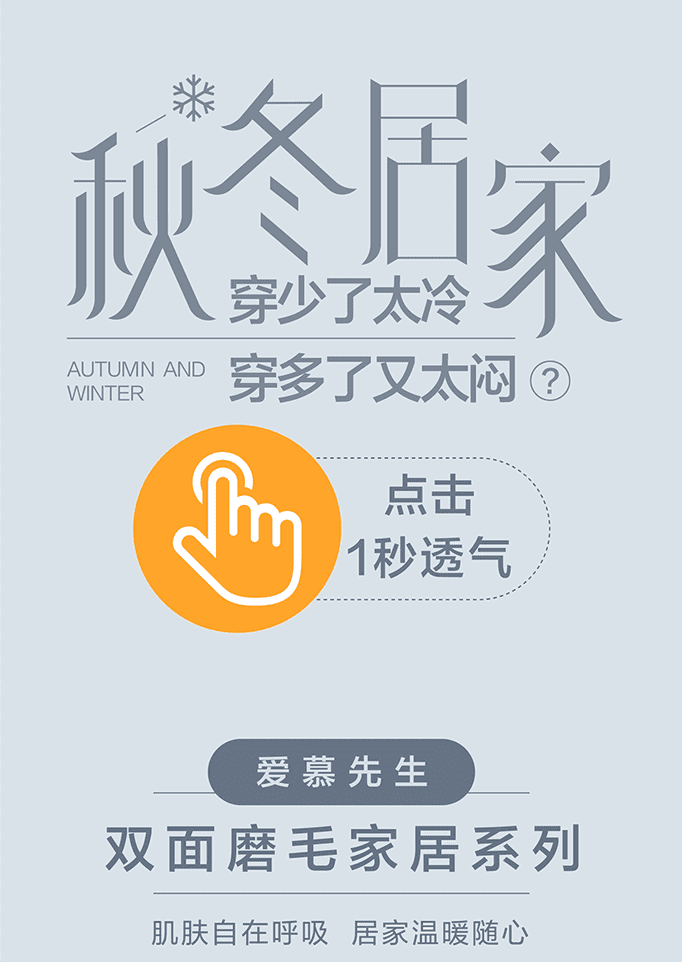 秋冬居家
穿少了太冷
AUTUMN AND
WINTER
穿多了又太闷?
点击
1秒透气
爱慕先生
双面磨毛家居系列
肌肤自在呼吸 居家温暖随心